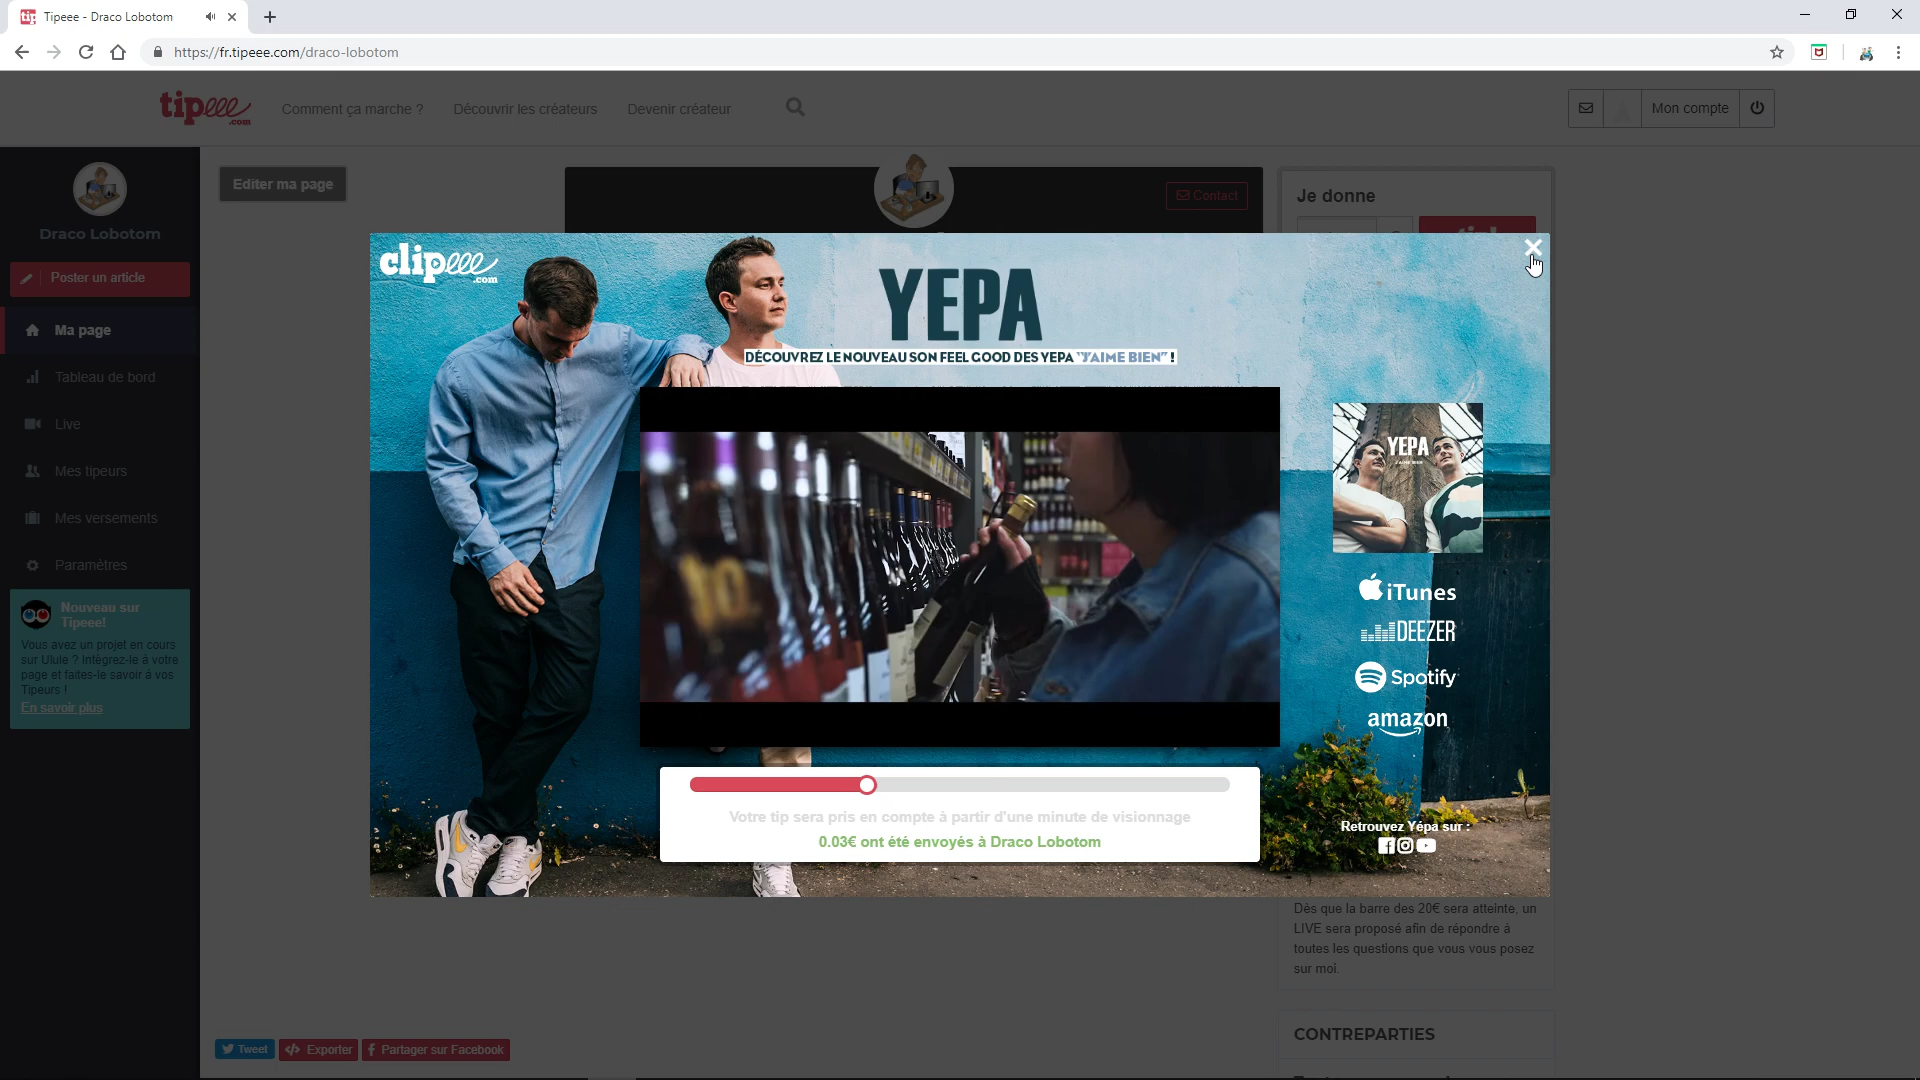 Tipeee - Draco Lobotom
https://fr.tipeee.com/draco-lobotom
tipeee.com
Comment ça marche ?
Découvrir les créateurs
Devenir créateur
Mon compte
Draco Lobotom
Poster un article
Ma page
Tableau de bord
Live
Mes tipeurs
Mes versements
Paramètres
Nouveau sur
Tipeee!
Vous avez un projet en cours
sur Ulule ? Intégrez-le à votre
page et faites-le savoir à vos
Tipeurs !
En savoir plus
Editer ma page
Contact
Je donne
clipeee.com
YEPA
DÉCOUVREZ LE NOUVEAU SON FEEL GOOD DES YEPA "J'AIME BIEN" !
YEPA
J'AIME BIEN
iTunes
DEEZER
Spotify
amazon
Retrouvez Yépa sur :
Votre tip sera pris en compte à partir d'une minute de visionnage
0.03€ ont été envoyés à Draco Lobotom
Dès que la barre des 20€ sera atteinte, un
LIVE sera proposé afin de répondre à
toutes les questions que vous vous posez
sur moi.
CONTREPARTIES
Tweet
Exporter
Partager sur Facebook